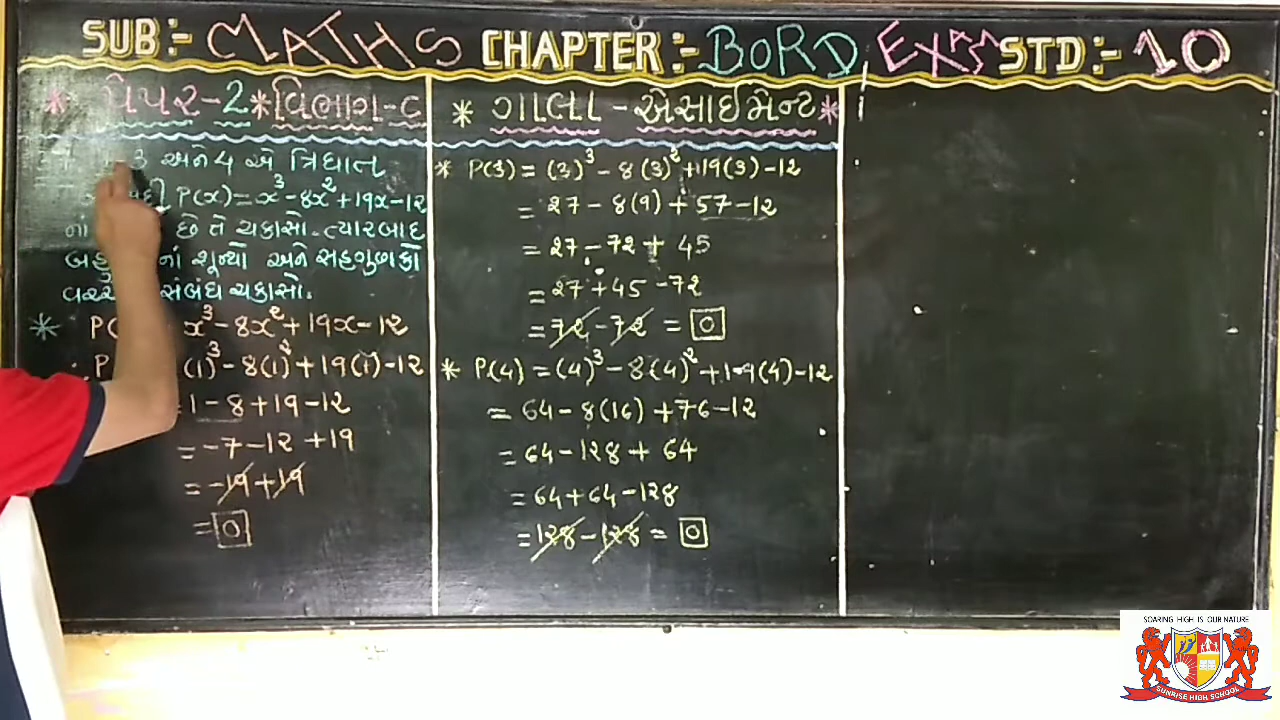 SUB:- MATHS CHAPTER:- BORD EXAM STD:- 10
* પેપર-2 * વિભાગ-C
3 અને 4 એ ત્રિઘાત
P(x) = x³ - 8x² + 19x - 12
નાં છે તે ચકાસો. ત્યારબાદ
નાં શૂન્યો અને સહગુણકો
સંબંધ ચકાસો.
* x³ - 8x² + 19x - 12
∴ P (1)³ - 8(1)² + 19(1) - 12
= 1 - 8 + 19 - 12
= -7 - 12 + 19
= -19 + 19
= 0
* ગાલા - એસાઈમેન્ટ *
* P(3) = (3)³ - 8(3)² + 19(3) - 12
= 27 - 8(9) + 57 - 12
= 27 - 72 + 45
= 27 + 45 - 72
= 72 - 72 = 0
* P(4) = (4)³ - 8(4)² + 19(4) - 12
= 64 - 8(16) + 76 - 12
= 64 - 128 + 64
= 64 + 64 - 128
= 128 - 128 = 0
SOARING HIGH IS OUR NATURE
SUNRISE HIGH SCHOOL